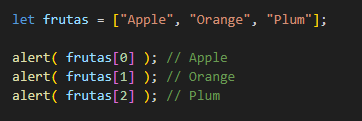 let frutas = ["Apple", "Orange", "Plum"];
alert( frutas[0] ); // Apple
alert( frutas[1] ); // Orange
alert( frutas[2] ); // Plum